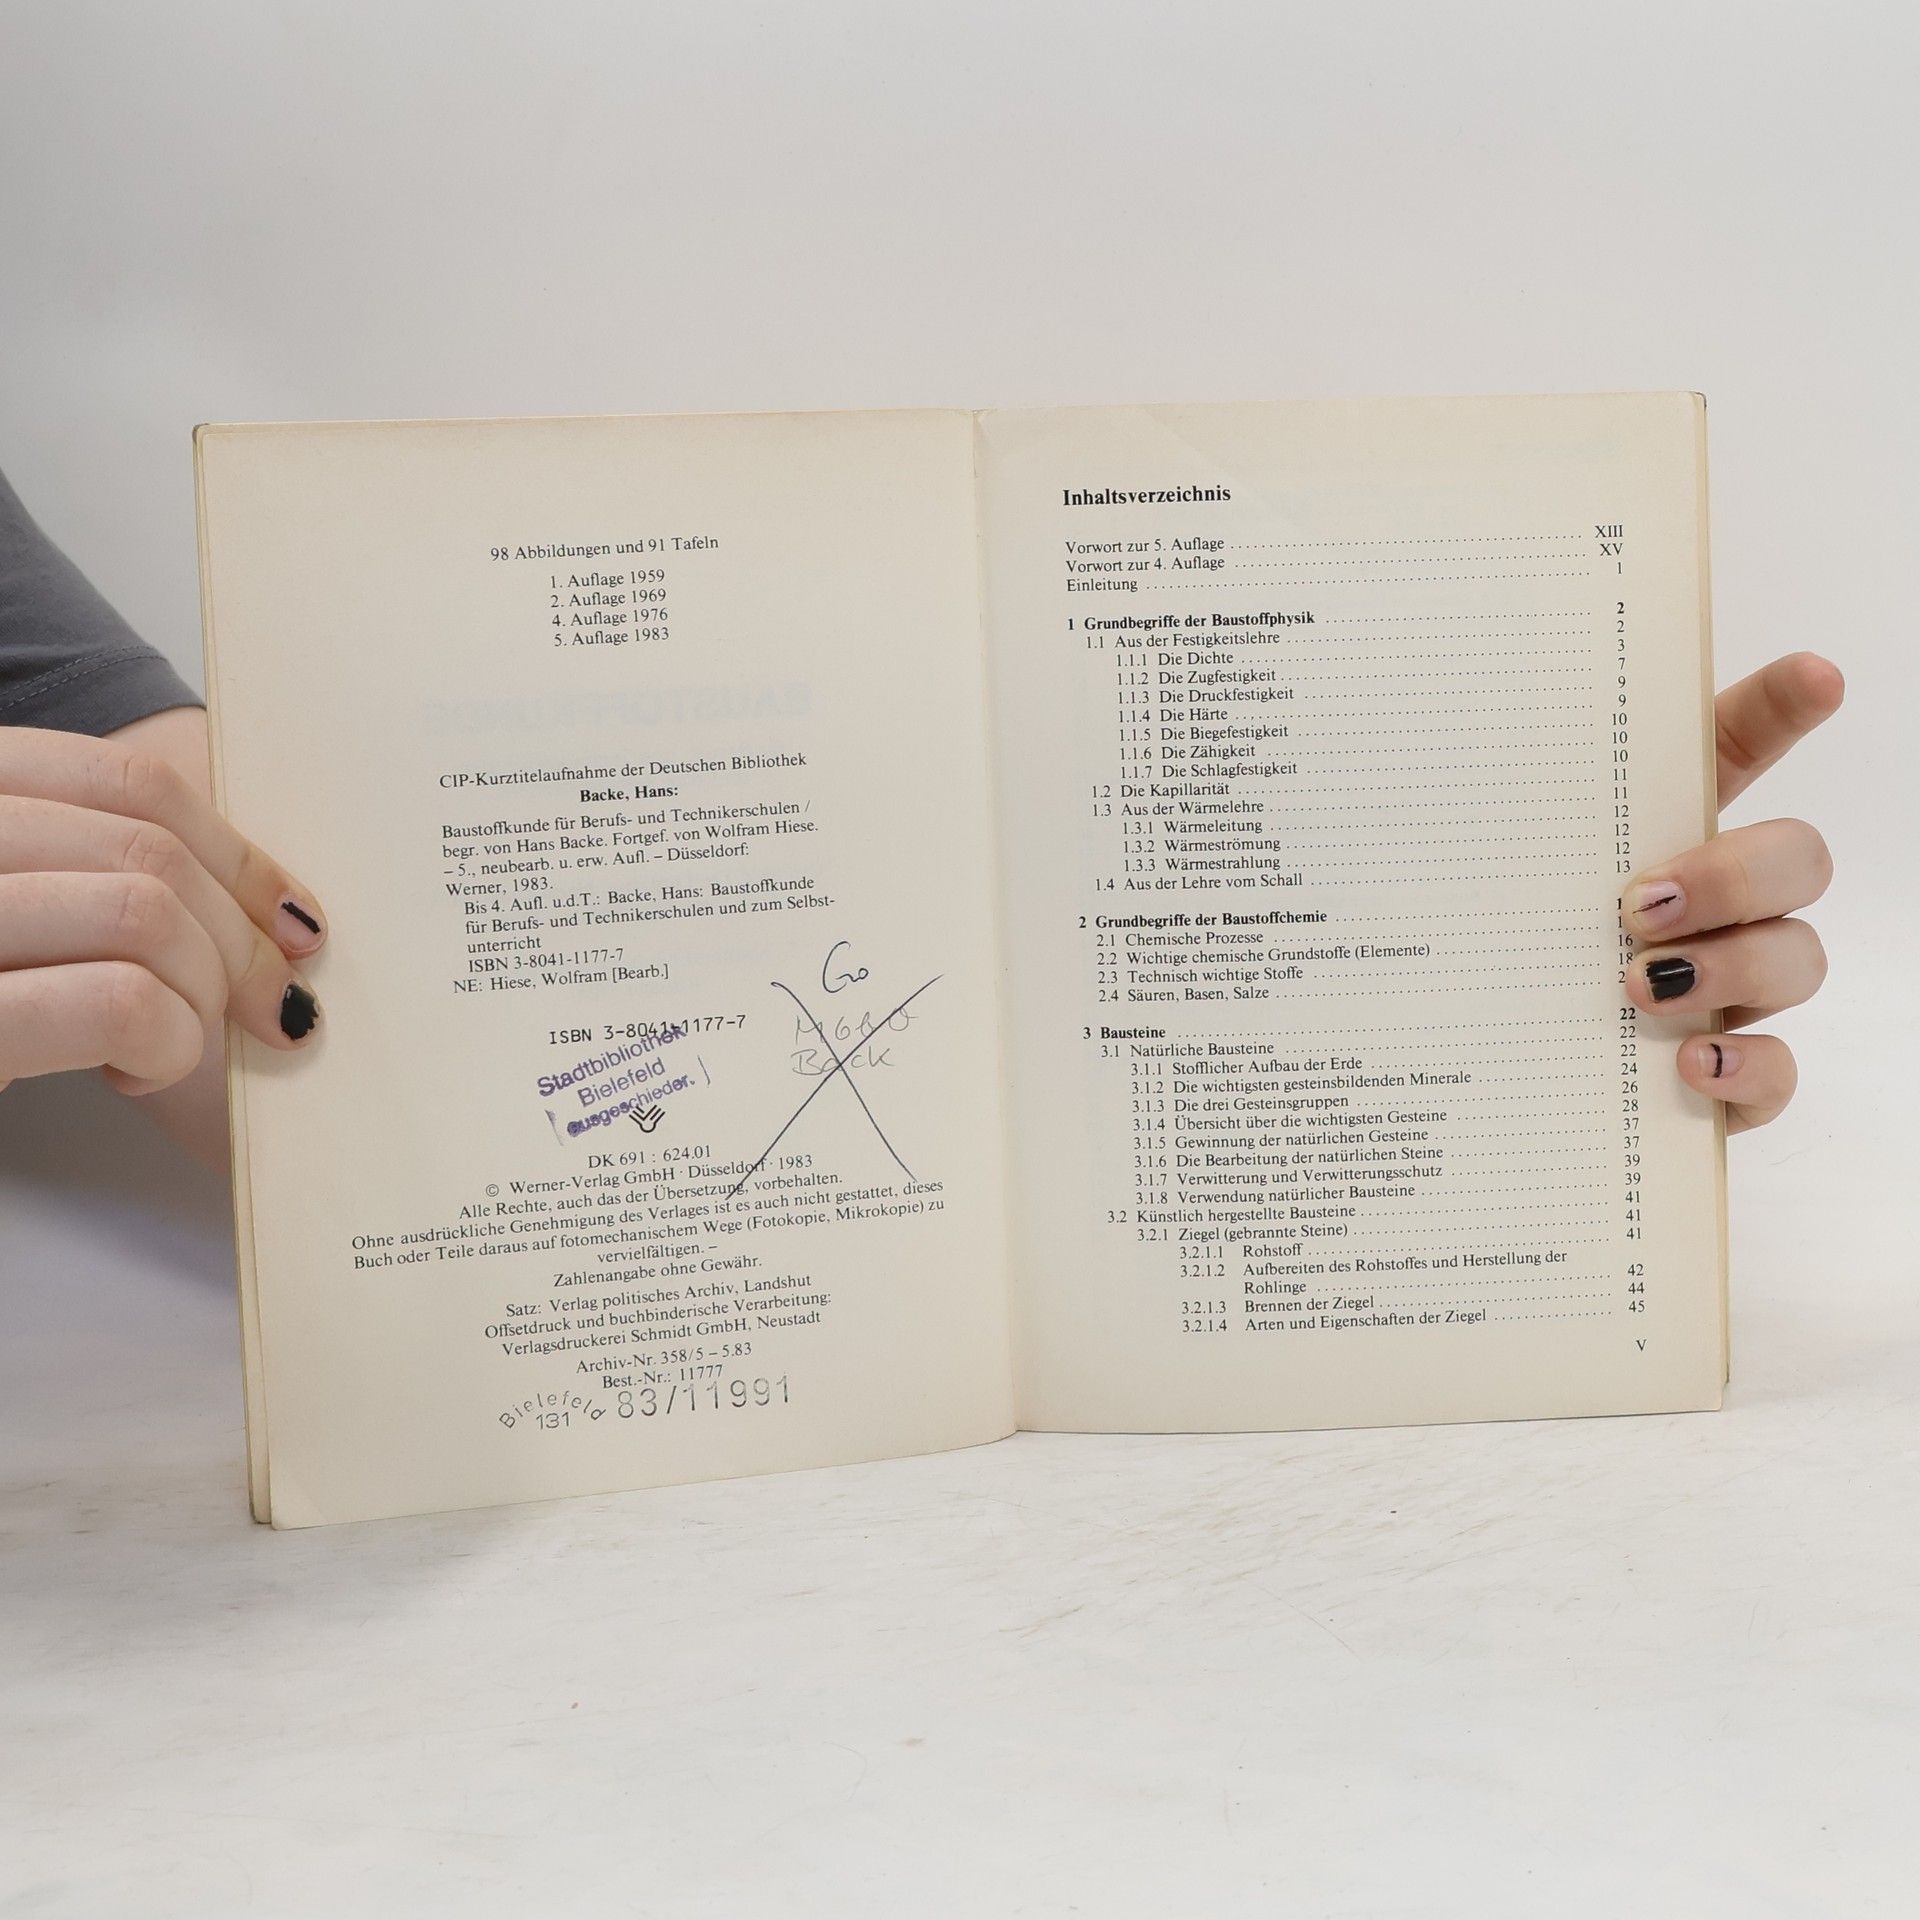 98 Abbildungen und 91 Tafeln
1. Auflage 1959
2. Auflage 1969
4. Auflage 1976
5. Auflage 1983
CIP-Kurztitelaufnahme der Deutschen Bibliothek
Backe, Hans:
Baustoffkunde für Berufs- und Technikerschulen /
begr. von Hans Backe. Fortgef. von Wolfram Hiese.
– 5., neubearb. u. erw. Aufl. – Düsseldorf:
Werner, 1983.
Bis 4. Aufl. u.d.T.: Backe, Hans: Baustoffkunde
für Berufs- und Technikerschulen und zum Selbst-
unterricht
ISBN 3-8041-1177-7
NE: Hiese, Wolfram [Bearb.]
ISBN 3-8041-1177-7
Stadtbibliothek
Bielefeld
ausgeschieden.
Back
DK 691 : 624.01
© Werner-Verlag GmbH · Düsseldorf · 1983
Alle Rechte, auch das der Übersetzung, vorbehalten.
Ohne ausdrückliche Genehmigung des Verlages ist es auch nicht gestattet, dieses
Buch oder Teile daraus auf fotomechanischem Wege (Fotokopie, Mikrokopie) zu
vervielfältigen. –
Zahlenangabe ohne Gewähr.
Satz: Verlag politisches Archiv, Landshut
Offsetdruck und buchbinderische Verarbeitung:
Verlagsdruckerei Schmidt GmbH, Neustadt
Archiv-Nr. 358/5 – 5.83
Best.-Nr.: 11777
Bielefeld
131
83/11991
Inhaltsverzeichnis
Vorwort zur 5. Auflage XIII
Vorwort zur 4. Auflage XV
Einleitung 1
1 Grundbegriffe der Baustoffphysik 2
1.1 Aus der Festigkeitslehre 2
1.1.1 Die Dichte 3
1.1.2 Die Zugfestigkeit 7
1.1.3 Die Druckfestigkeit 9
1.1.4 Die Härte 9
1.1.5 Die Biegefestigkeit 10
1.1.6 Die Zähigkeit 10
1.1.7 Die Schlagfestigkeit 10
1.2 Die Kapillarität 11
1.3 Aus der Wärmelehre 11
1.3.1 Wärmeleitung 12
1.3.2 Wärmeströmung 12
1.3.3 Wärmestrahlung 12
1.4 Aus der Lehre vom Schall 13
2 Grundbegriffe der Baustoffchemie
2.1 Chemische Prozesse
2.2 Wichtige chemische Grundstoffe (Elemente) 16
2.3 Technisch wichtige Stoffe 18
2.4 Säuren, Basen, Salze
3 Bausteine 22
3.1 Natürliche Bausteine 22
3.1.1 Stofflicher Aufbau der Erde 22
3.1.2 Die wichtigsten gesteinsbildenden Minerale 24
3.1.3 Die drei Gesteinsgruppen 26
3.1.4 Übersicht über die wichtigsten Gesteine 28
3.1.5 Gewinnung der natürlichen Gesteine 37
3.1.6 Die Bearbeitung der natürlichen Steine 37
3.1.7 Verwitterung und Verwitterungsschutz 39
3.1.8 Verwendung natürlicher Bausteine 39
3.2 Künstlich hergestellte Bausteine 41
3.2.1 Ziegel (gebrannte Steine) 41
3.2.1.1 Rohstoff 41
3.2.1.2 Aufbereiten des Rohstoffes und Herstellung der
Rohlinge 42
3.2.1.3 Brennen der Ziegel 44
3.2.1.4 Arten und Eigenschaften der Ziegel 45
V